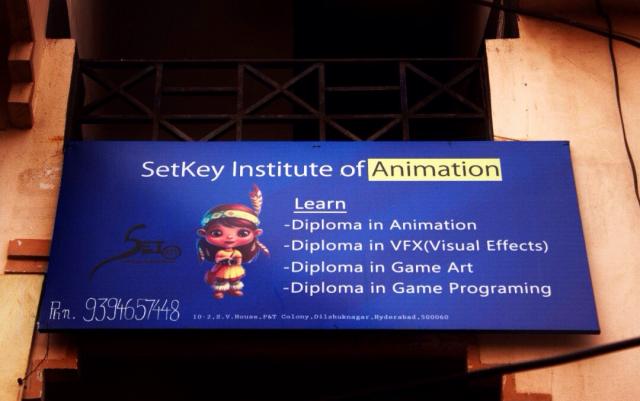 SetKey Institute of Animation
Learn
-Diploma in Animation
-Diploma in VFX(Visual Effects)
-Diploma in Game Art
-Diploma in Game Programing
Phn. 9394657448
10-2,S.V.House,P&T Colony,Dilshuknagar,Hyderabad,500060